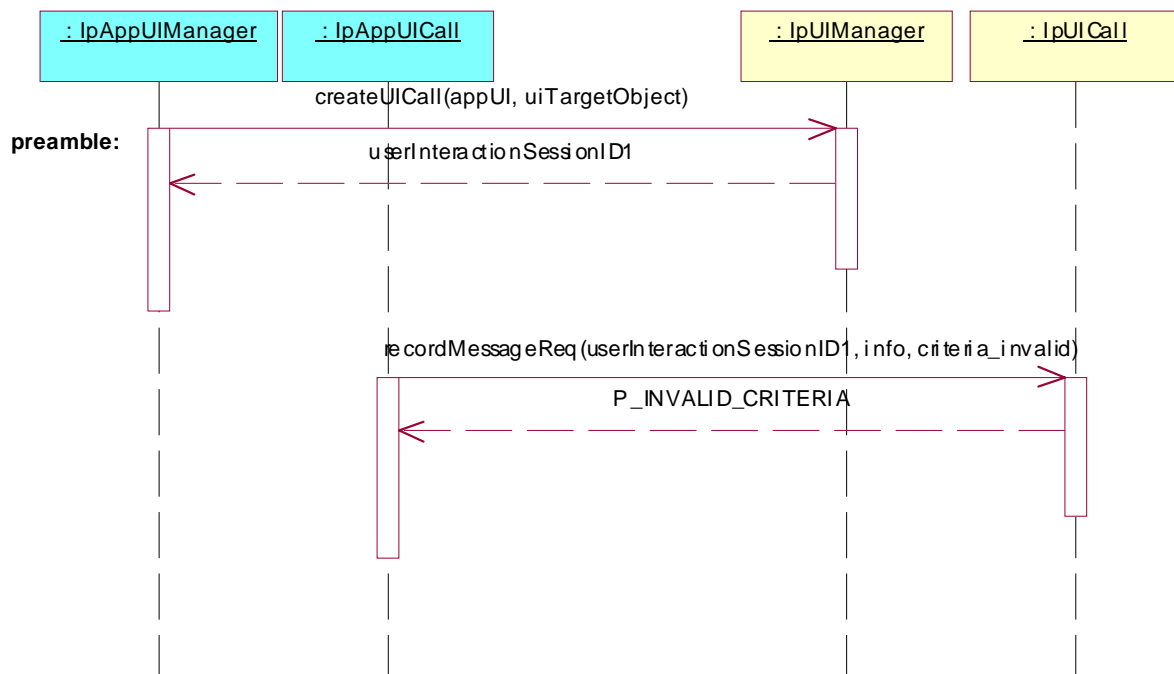 : IpAppUIManager
: IpAppUICall
: IpUIManager
: IpUICall
createUICall(appUI, uiTargetObject)
preamble:
userInteractionSessionID1
recordMessageReq(userInteractionSessionID1, info, criteria_invalid)
P_INVALID_CRITERIA